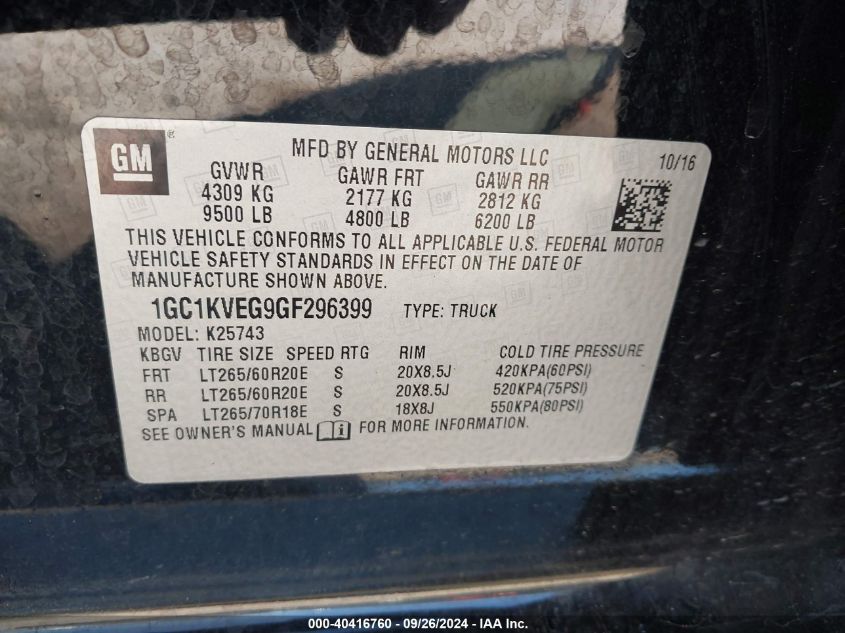 GM ®
MFD BY GENERAL MOTORS LLC 10/16
GVWR GAWR FRT GAWR RR
4309 KG 2177 KG 2812 KG
9500 LB 4800 LB 6200 LB
THIS VEHICLE CONFORMS TO ALL APPLICABLE U.S. FEDERAL MOTOR
VEHICLE SAFETY STANDARDS IN EFFECT ON THE DATE OF
MANUFACTURE SHOWN ABOVE.
1GC1KVEG9GF296399 TYPE: TRUCK
MODEL: K25743
KBGV TIRE SIZE SPEED RTG RIM COLD TIRE PRESSURE
FRT LT265/60R20E S 20X8.5J 420KPA(60PSI)
RR LT265/60R20E S 20X8.5J 520KPA(75PSI)
SPA LT265/70R18E S 18X8J 550KPA(80PSI)
SEE OWNER'S MANUAL i FOR MORE INFORMATION.
000-40416760 - 09/26/2024 - IAA Inc.